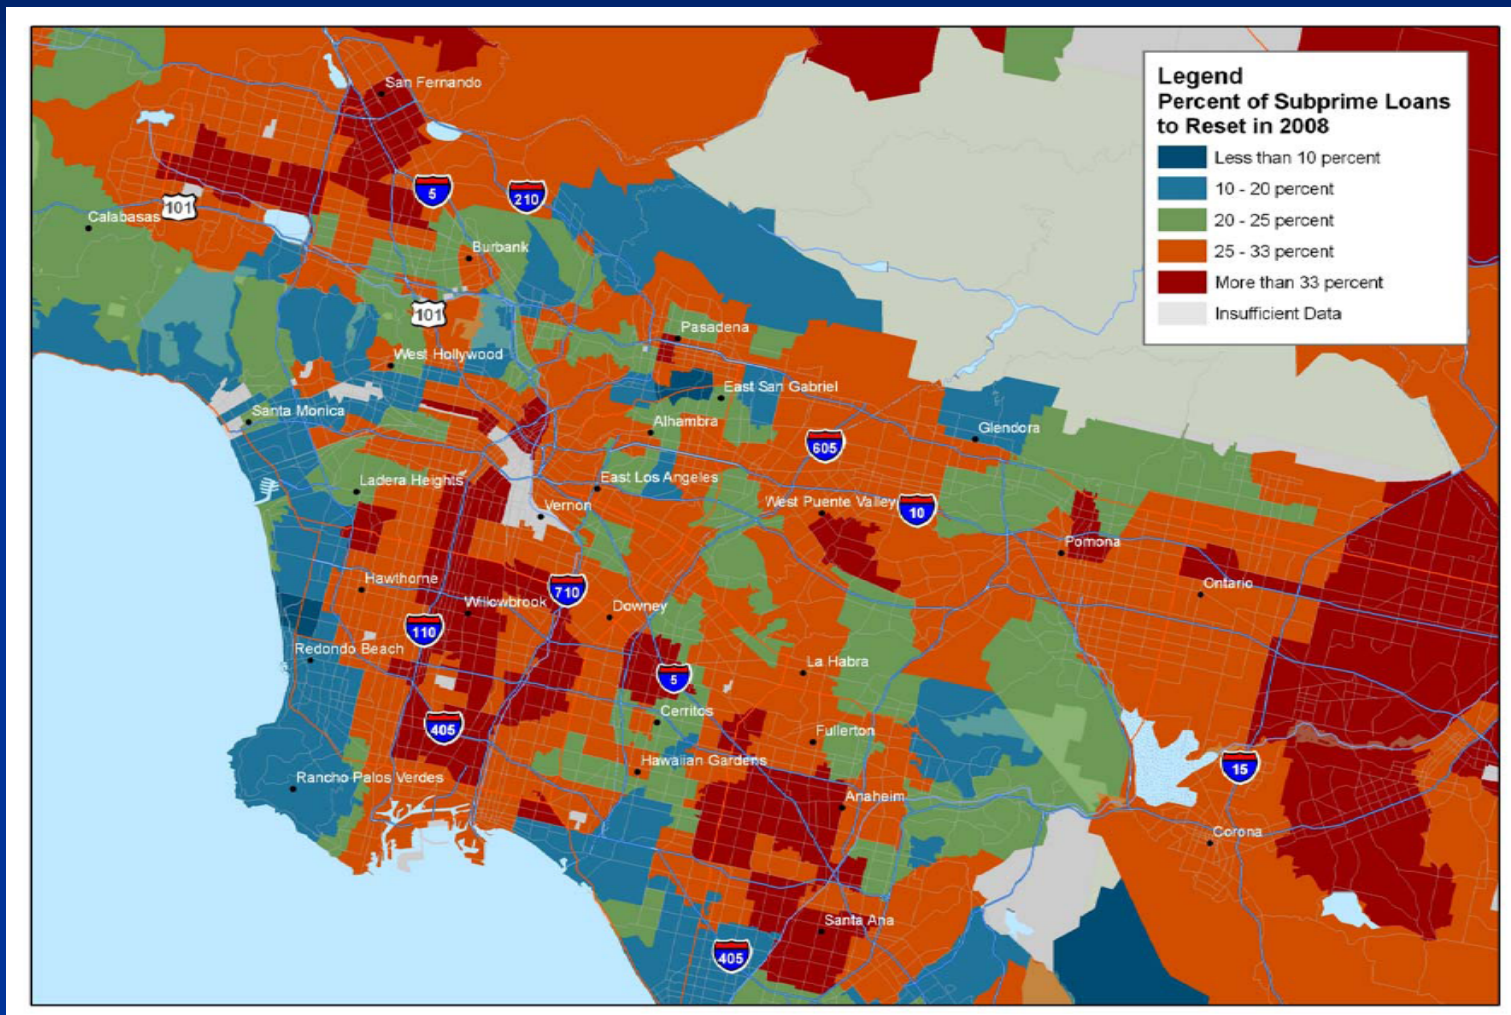 Legend
Percent of Subprime Loans
to Reset in 2008
Less than 10 percent
10 - 20 percent
20 - 25 percent
25 - 33 percent
More than 33 percent
Insufficient Data
San Fernando
5
210
101
Calabasas
Burbank
101
Pasadena
West Hollywood
East San Gabriel
Santa Monica
Alhambra
Glendora
605
Ladera Heights
East Los Angeles
Vernon
West Puente Valley
10
Pomona
Hawthorne
Ontario
710
Willowbrook
Downey
110
Redondo Beach
La Habra
5
Cerritos
405
Fullerton
Hawaiian Gardens
15
Rancho Palos Verdes
Anaheim
Corona
Santa Ana
405